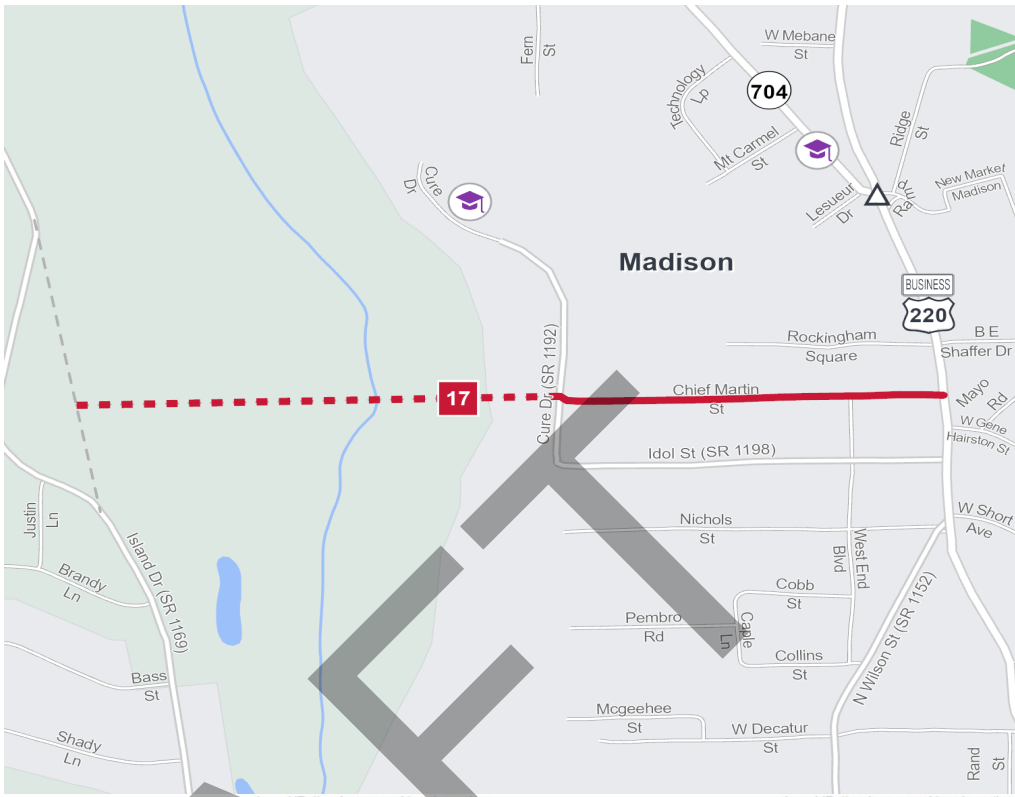 Fern
St
W Mebane
St
Technology
Lp
704
Mt Carmel
St
Ridge
St
Cure
Dr
Lesueur
Dr
Ramp
New Market
Madison
Madison
BUSINESS
220
Rockingham
Square
B E
Shaffer Dr
Cure Dr (SR 1192)
17
Chief Martin
St
Mayo
Rd
W Gene
Hairston St
Idol St (SR 1198)
Justin
Ln
Nichols
St
W Short
Ave
Island Dr (SR 1169)
West End
Blvd
Brandy
Ln
Cobb
St
N Wilson St (SR 1152)
Pembro
Rd
Caple
Ln
Collins
St
Bass
St
Mcgeehee
St
W Decatur
St
Shady
Ln
Rand
St